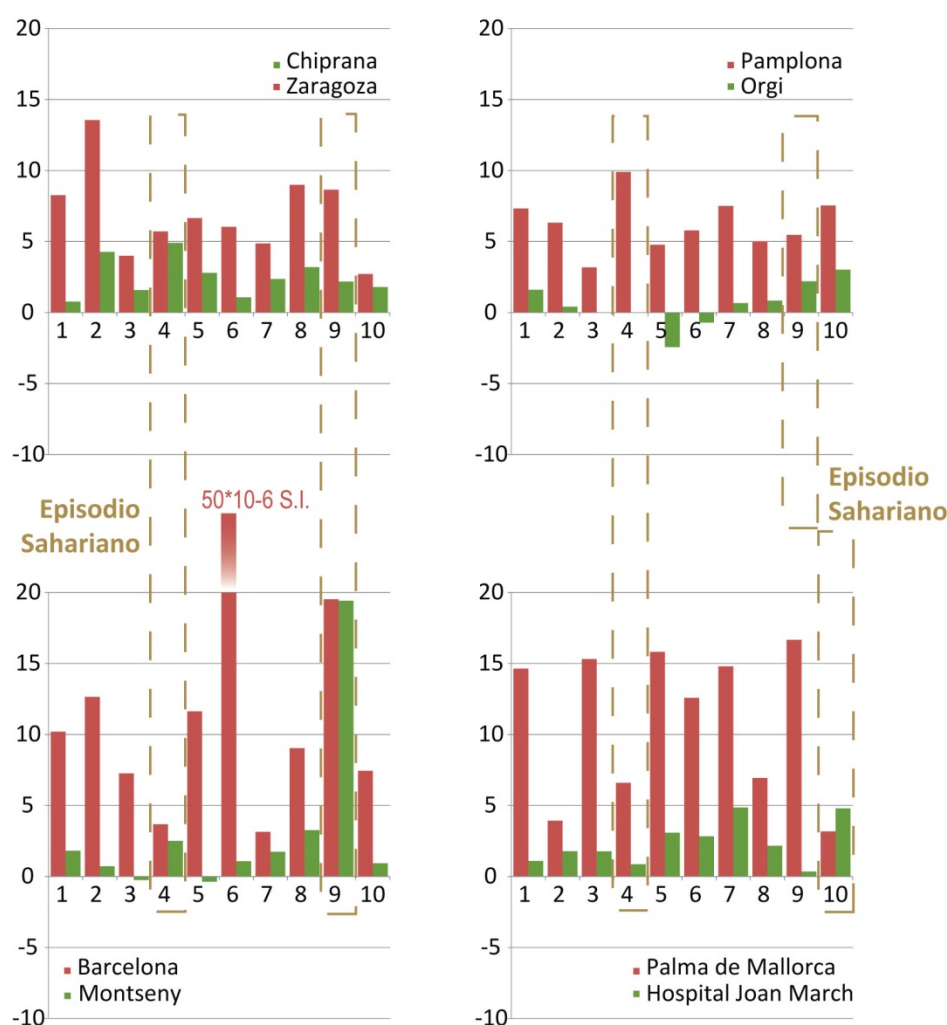 20
15
10
5
0
-5
-10
Chiprana
Zaragoza
1 2 3 4 5 6 7 8 9 10
20
15
10
5
0
-5
-10
Pamplona
Orgi
1 2 3 4 5 6 7 8 9 10
Episodio
Sahariano
50*10-6 S.I.
Episodio
Sahariano
20
15
10
5
0
-5
-10
1 2 3 4 5 6 7 8 9 10
Barcelona
Montseny
20
15
10
5
0
-5
-10
1 2 3 4 5 6 7 8 9 10
Palma de Mallorca
Hospital Joan March